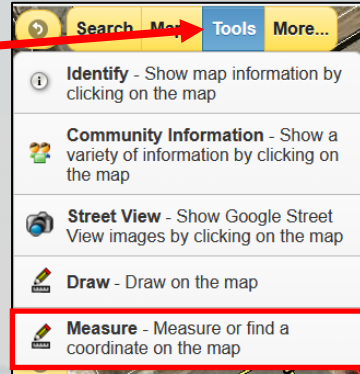 Search Map Tools More...
Identify - Show map information by
clicking on the map
Community Information - Show a
variety of information by clicking on
the map
Street View - Show Google Street
View images by clicking on the map
Draw - Draw on the map
Measure - Measure or find a
coordinate on the map